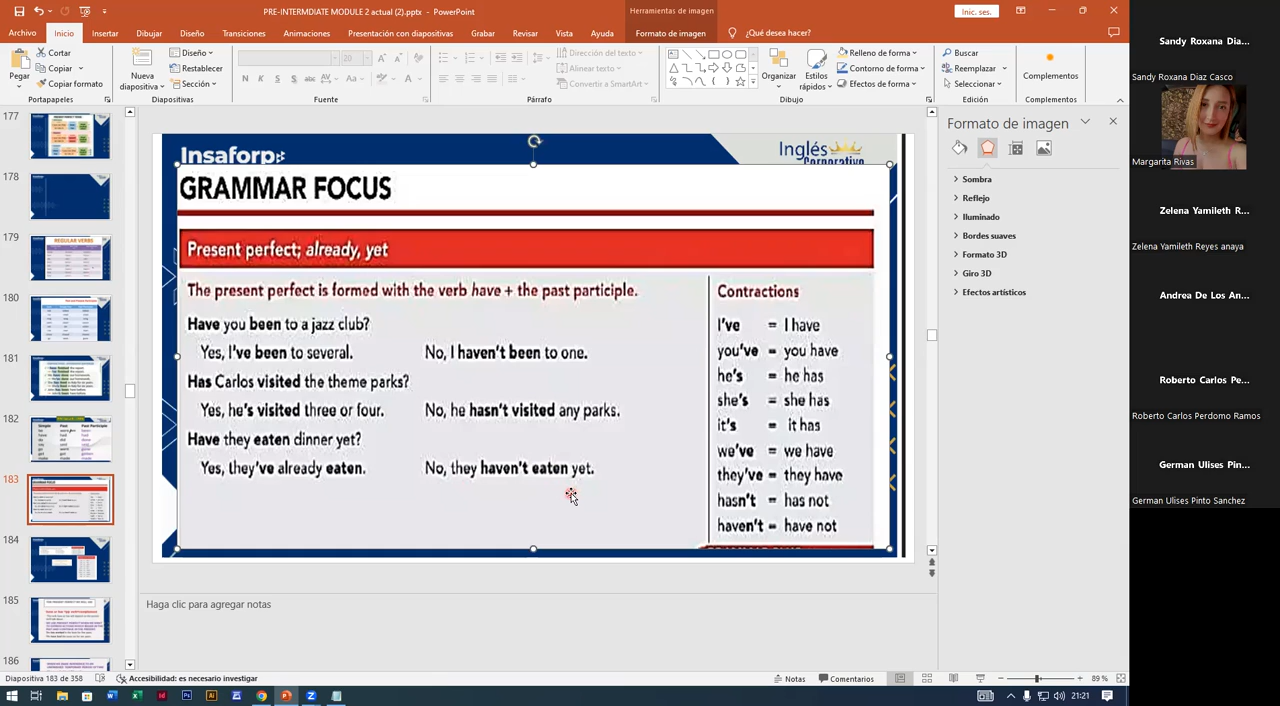 PRE-INTERMDIATE MODULE 2 actual (2).pptx - PowerPoint
Herramientas de imagen
Inic. ses.
Archivo Inicio Insertar Dibujar Diseño Transiciones Animaciones Presentación con diapositivas Grabar Revisar Vista Ayuda Formato de imagen ¿Qué desea hacer?
Pegar
Cortar
Copiar
Copiar formato
Portapapeles
Nueva diapositiva
Diseño
Restablecer
Sección
Diapositivas
20
N K S S abc AV Aa A
Fuente
Dirección del texto
Alinear texto
Convertir a SmartArt
Párrafo
Organizar
Estilos rápidos
Relleno de forma
Contorno de forma
Efectos de forma
Dibujo
Buscar
Reemplazar
Seleccionar
Edición
Complementos
Complementos
177
178
179
REGULAR VERBS
180
181
182
183
184
185
186
Insaforp
Inglés
Corporativo
GRAMMAR FOCUS
Present perfect; already, yet
The present perfect is formed with the verb have + the past participle.
Have you been to a jazz club?
Yes, I've been to several. No, I haven't been to one.
Has Carlos visited the theme parks?
Yes, he's visited three or four. No, he hasn't visited any parks.
Have they eaten dinner yet?
Yes, they've already eaten. No, they haven't eaten yet.
Contractions
I've = I have
you've = you have
he's = he has
she's = she has
it's = it has
we've = we have
they've = they have
hasn't = has not
haven't = have not
Haga clic para agregar notas
Formato de imagen
Sombra
Reflejo
Iluminado
Bordes suaves
Formato 3D
Giro 3D
Efectos artísticos
Sandy Roxana Dia...
Sandy Roxana Diaz Casco
Margarita Rivas
Zelena Yamileth R...
Zelena Yamileth Reyes anaya
Andrea De Los An...
Roberto Carlos Pe...
Roberto Carlos Perdomo Ramos
German Ulises Pin...
German Ulises Pinto Sanchez
Diapositiva 183 de 358 Accesibilidad: es necesario investigar Notas Comentarios 89 %
21:21